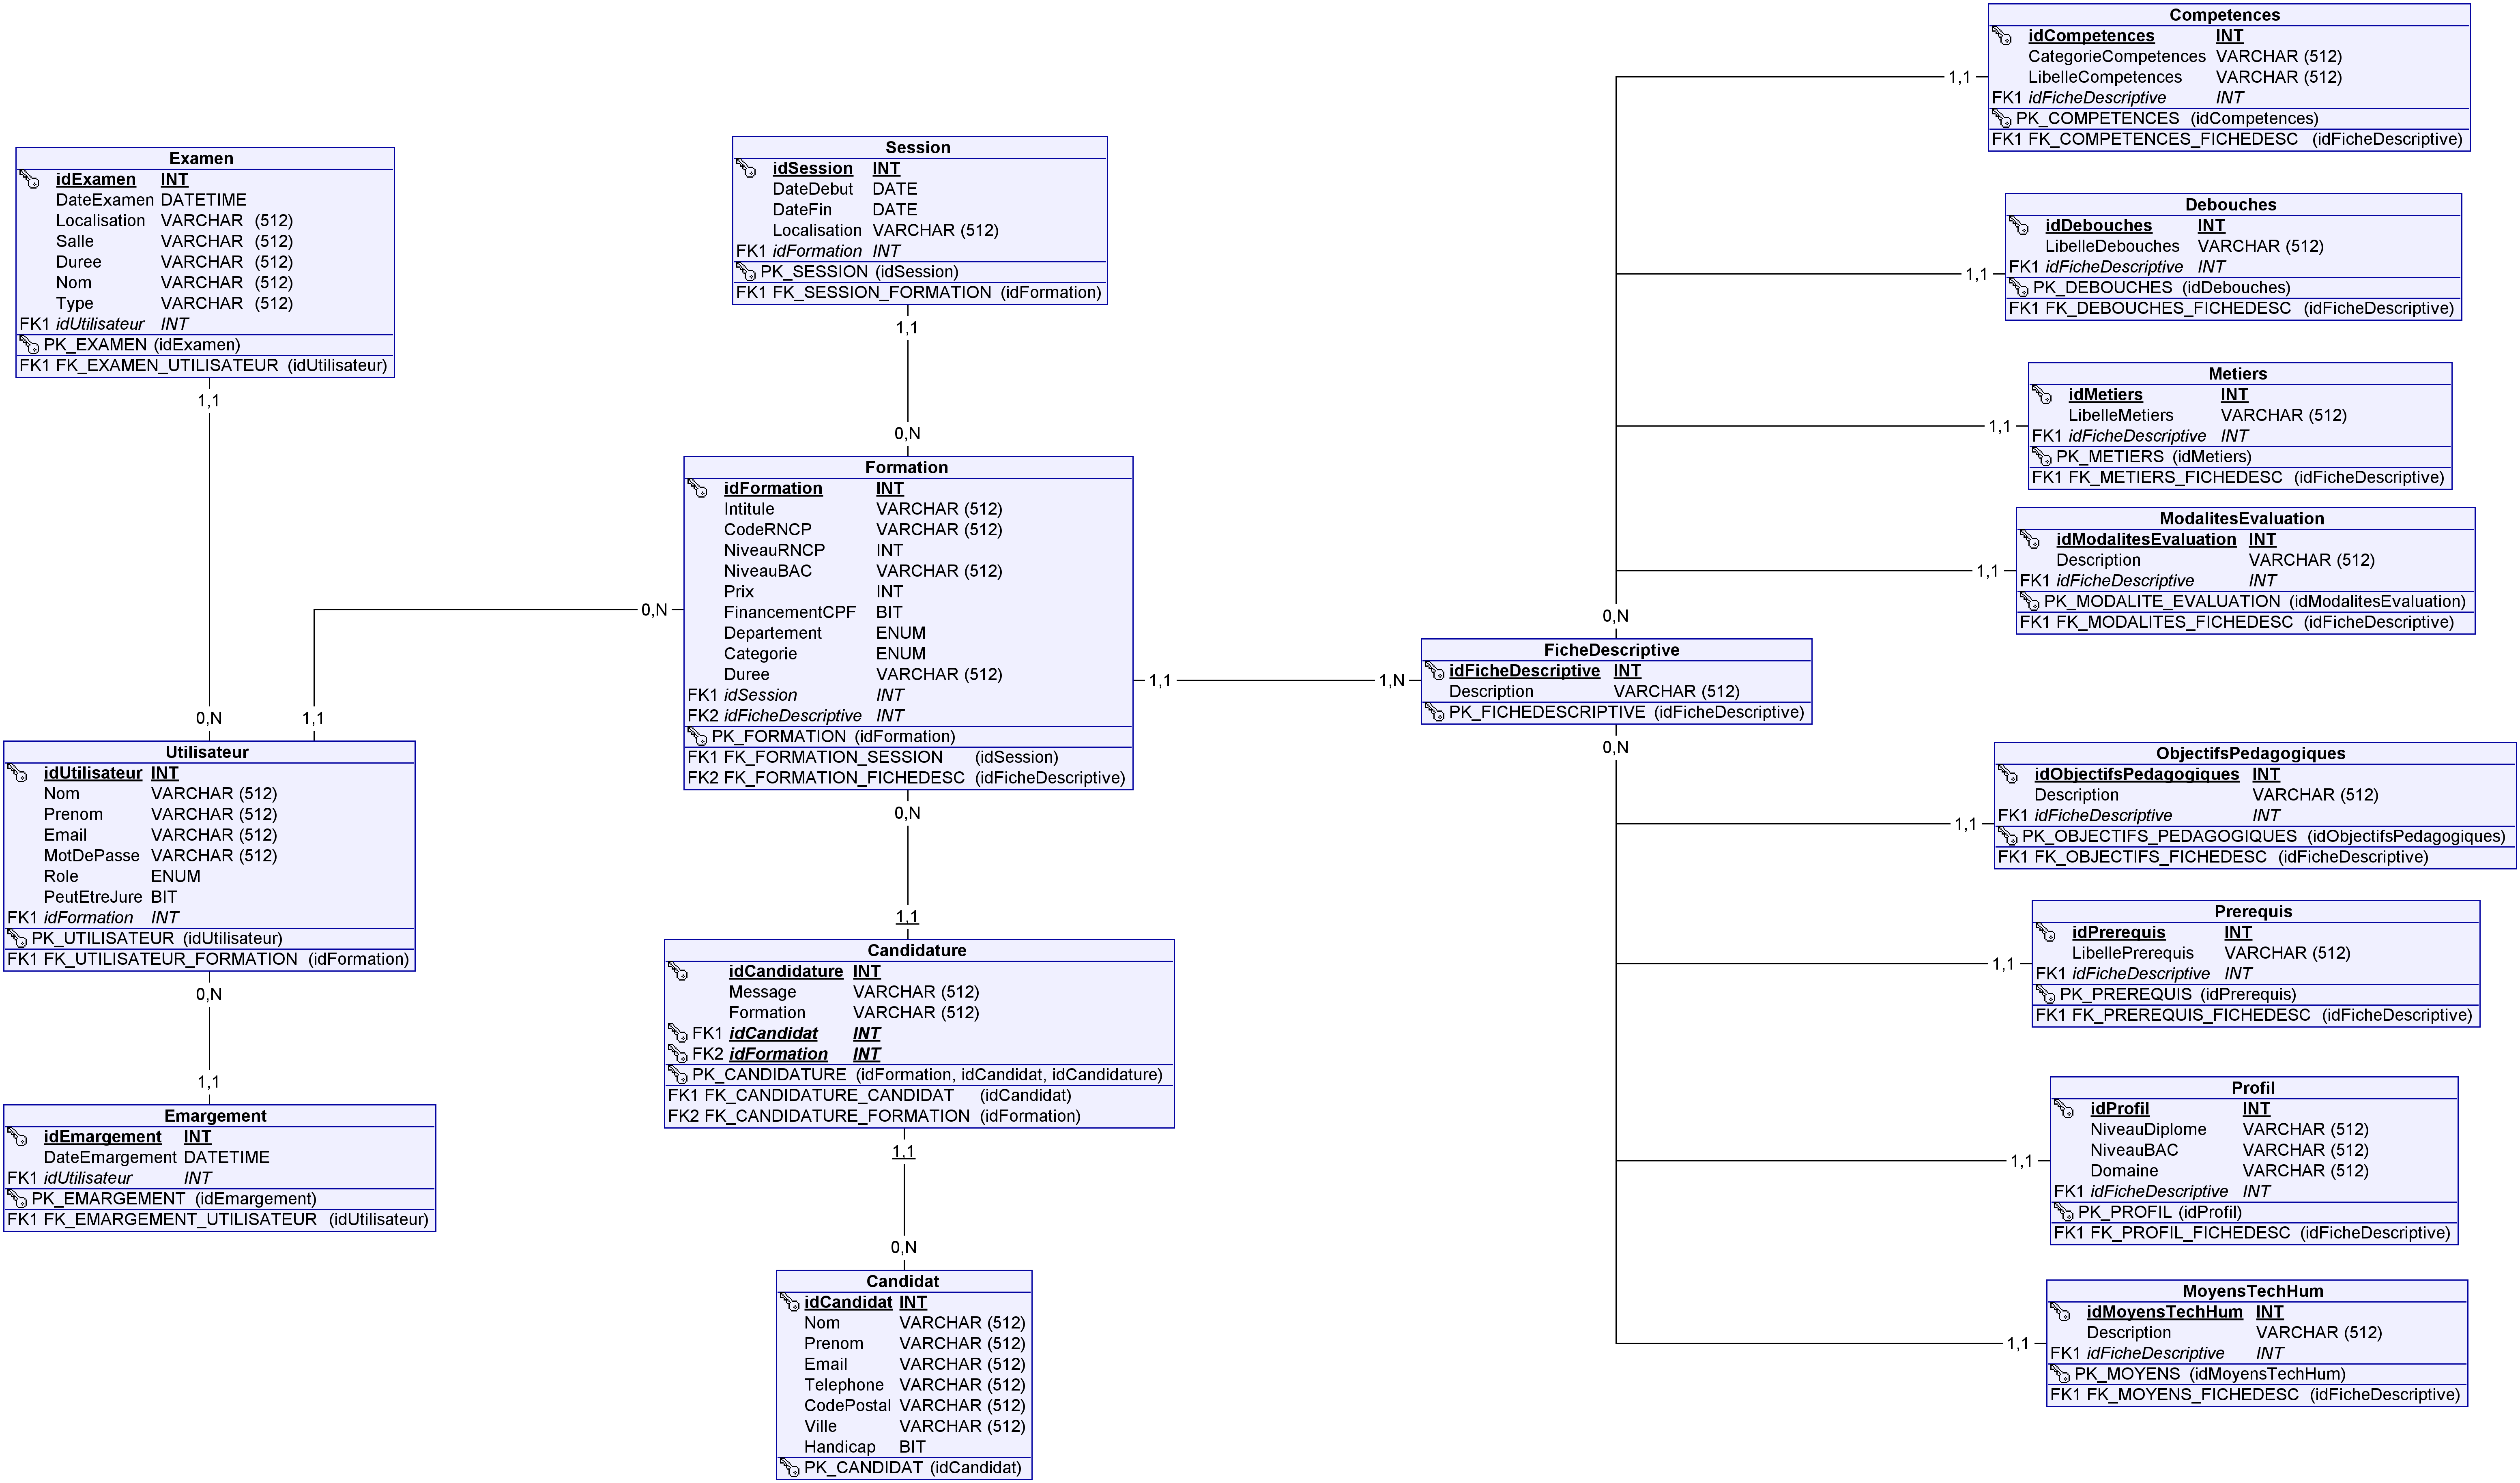 Competences
idCompetences INT
CategorieCompetences VARCHAR (512)
LibelleCompetences VARCHAR (512)
FK1 idFicheDescriptive INT
PK_COMPETENCES (idCompetences)
FK1 FK_COMPETENCES_FICHEDESC (idFicheDescriptive)
1,1
Examen
idExamen INT
DateExamen DATETIME
Localisation VARCHAR (512)
Salle VARCHAR (512)
Duree VARCHAR (512)
Nom VARCHAR (512)
Type VARCHAR (512)
FK1 idUtilisateur INT
PK_EXAMEN (idExamen)
FK1 FK_EXAMEN_UTILISATEUR (idUtilisateur)
1,1
0,N
Session
idSession INT
DateDebut DATE
DateFin DATE
Localisation VARCHAR (512)
FK1 idFormation INT
PK_SESSION (idSession)
FK1 FK_SESSION_FORMATION (idFormation)
1,1
0,N
Debouches
idDebouches INT
LibelleDebouches VARCHAR (512)
FK1 idFicheDescriptive INT
PK_DEBOUCHES (idDebouches)
FK1 FK_DEBOUCHES_FICHEDESC (idFicheDescriptive)
1,1
Metiers
idMetiers INT
LibelleMetiers VARCHAR (512)
FK1 idFicheDescriptive INT
PK_METIERS (idMetiers)
FK1 FK_METIERS_FICHEDESC (idFicheDescriptive)
1,1
Formation
idFormation INT
Intitule VARCHAR (512)
CodeRNCP VARCHAR (512)
NiveauRNCP INT
NiveauBAC VARCHAR (512)
Prix INT
FinancementCPF BIT
Departement ENUM
Categorie ENUM
Duree VARCHAR (512)
FK1 idSession INT
FK2 idFicheDescriptive INT
PK_FORMATION (idFormation)
FK1 FK_FORMATION_SESSION (idSession)
FK2 FK_FORMATION_FICHEDESC (idFicheDescriptive)
0,N
1,1
1,1
1,N
0,N
1,1
ModalitesEvaluation
idModalitesEvaluation INT
Description VARCHAR (512)
FK1 idFicheDescriptive INT
PK_MODALITE_EVALUATION (idModalitesEvaluation)
FK1 FK_MODALITES_FICHEDESC (idFicheDescriptive)
1,1
0,N
FicheDescriptive
idFicheDescriptive INT
Description VARCHAR (512)
PK_FICHEDESCRIPTIVE (idFicheDescriptive)
0,N
Utilisateur
idUtilisateur INT
Nom VARCHAR (512)
Prenom VARCHAR (512)
Email VARCHAR (512)
MotDePasse VARCHAR (512)
Role ENUM
PeutEtreJure BIT
FK1 idFormation INT
PK_UTILISATEUR (idUtilisateur)
FK1 FK_UTILISATEUR_FORMATION (idFormation)
0,N
1,1
ObjectifsPedagogiques
idObjectifsPedagogiques INT
Description VARCHAR (512)
FK1 idFicheDescriptive INT
PK_OBJECTIFS_PEDAGOGIQUES (idObjectifsPedagogiques)
FK1 FK_OBJECTIFS_FICHEDESC (idFicheDescriptive)
1,1
Candidature
idCandidature INT
Message VARCHAR (512)
Formation VARCHAR (512)
FK1 idCandidat INT
FK2 idFormation INT
PK_CANDIDATURE (idFormation, idCandidat, idCandidature)
FK1 FK_CANDIDATURE_CANDIDAT (idCandidat)
FK2 FK_CANDIDATURE_FORMATION (idFormation)
1,1
0,N
Prerequis
idPrerequis INT
LibellePrerequis VARCHAR (512)
FK1 idFicheDescriptive INT
PK_PREREQUIS (idPrerequis)
FK1 FK_PREREQUIS_FICHEDESC (idFicheDescriptive)
1,1
Emargement
idEmargement INT
DateEmargement DATETIME
FK1 idUtilisateur INT
PK_EMARGEMENT (idEmargement)
FK1 FK_EMARGEMENT_UTILISATEUR (idUtilisateur)
Profil
idProfil INT
NiveauDiplome VARCHAR (512)
NiveauBAC VARCHAR (512)
Domaine VARCHAR (512)
FK1 idFicheDescriptive INT
PK_PROFIL (idProfil)
FK1 FK_PROFIL_FICHEDESC (idFicheDescriptive)
1,1
Candidat
idCandidat INT
Nom VARCHAR (512)
Prenom VARCHAR (512)
Email VARCHAR (512)
Telephone VARCHAR (512)
CodePostal VARCHAR (512)
Ville VARCHAR (512)
Handicap BIT
PK_CANDIDAT (idCandidat)
MoyensTechHum
idMoyensTechHum INT
Description VARCHAR (512)
FK1 idFicheDescriptive INT
PK_MOYENS (idMoyensTechHum)
FK1 FK_MOYENS_FICHEDESC (idFicheDescriptive)
1,1